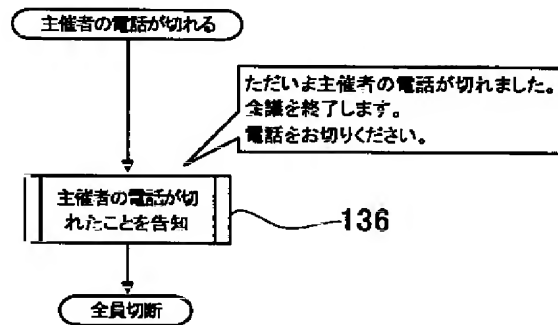 主催者の電話が切れる
ただいま主催者の電話が切れました。
会議を終了します。
電話をお切りください。
主催者の電話が切
れたことを告知
136
全員切断